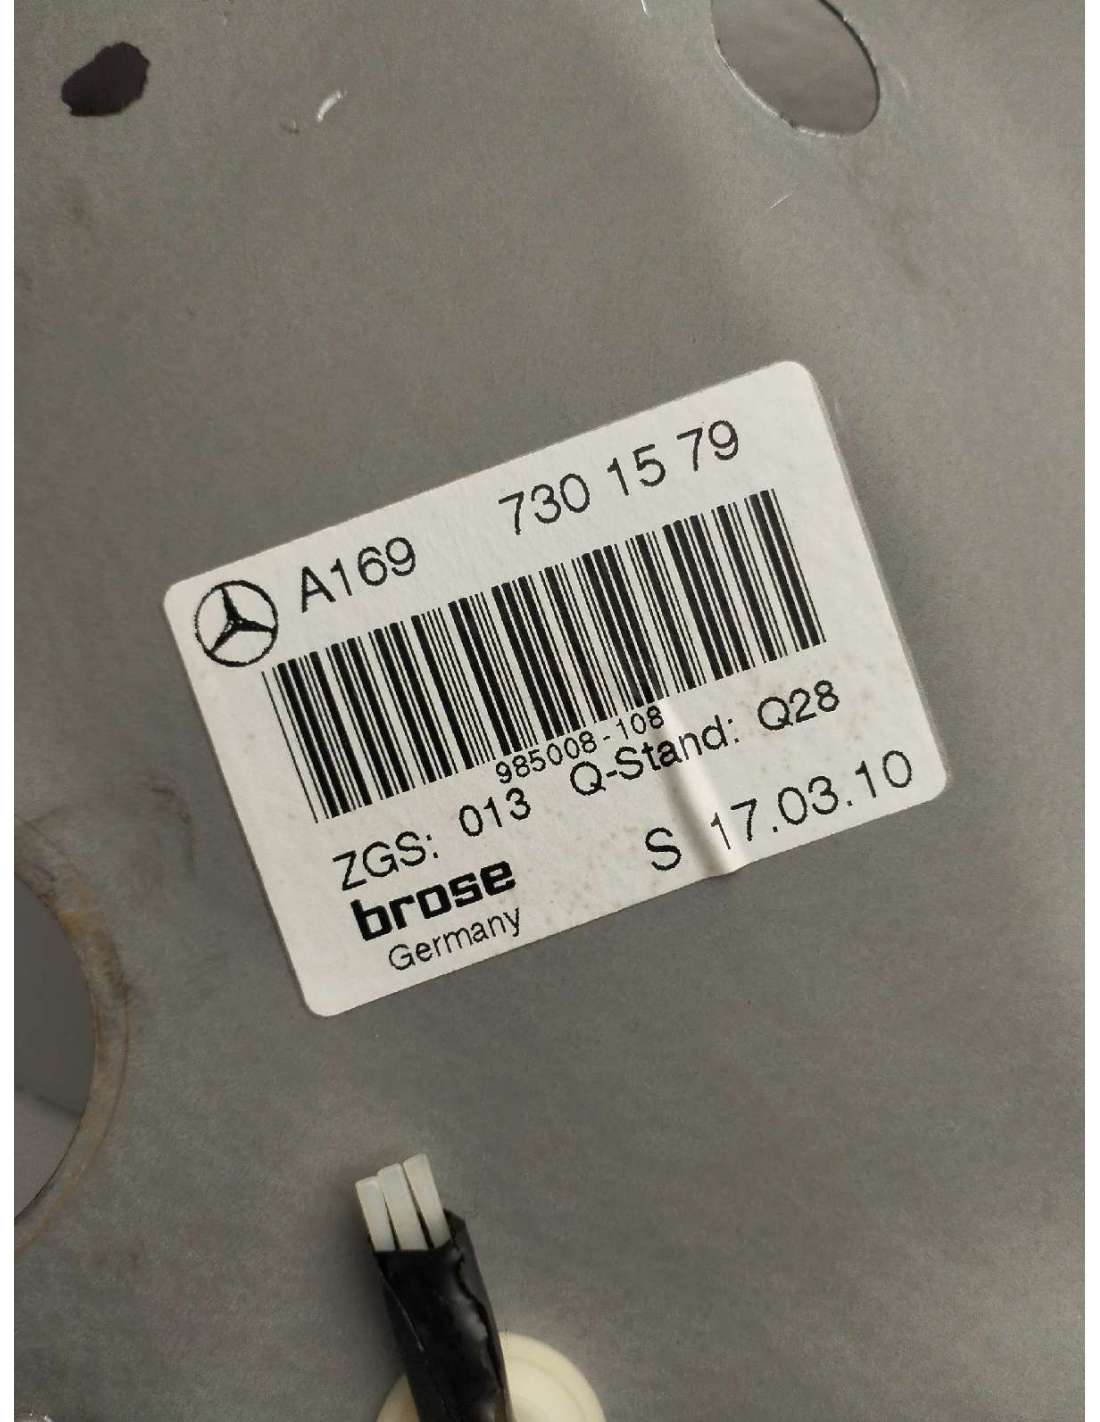 A169 730 15 79
985008-108
ZGS: 013 Q-Stand: Q28
brose S 17.03.10
Germany